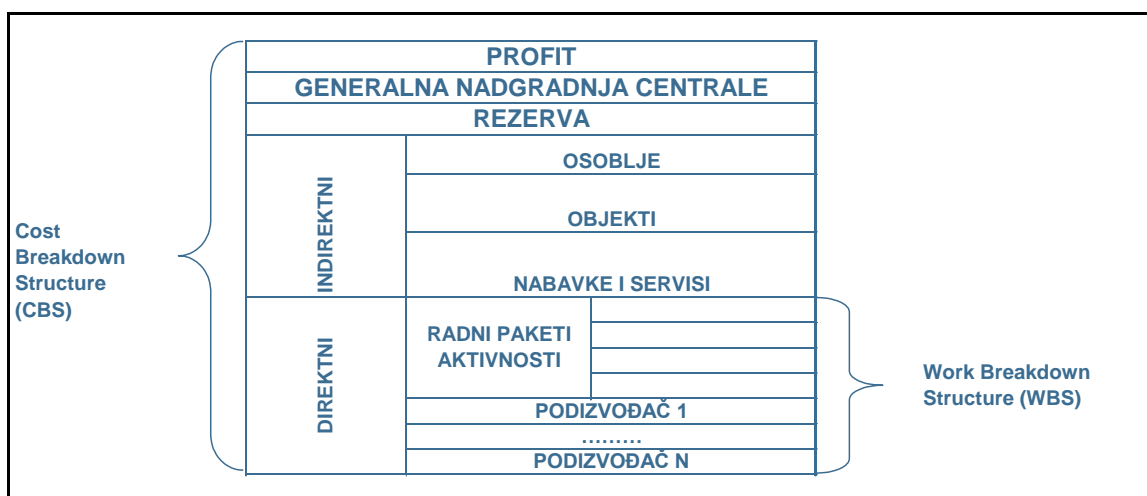 PROFIT
GENERALNA NADGRADNJA CENTRALE
REZERVA
INDIREKTNI
OSOBLJE
OBJEKTI
NABAVKE I SERVISI
Cost
Breakdown
Structure
(CBS)
DIREKTNI
RADNI PAKETI
AKTIVNOSTI
PODIZVOĐAČ 1
.........
PODIZVOĐAČ N
Work Breakdown
Structure (WBS)